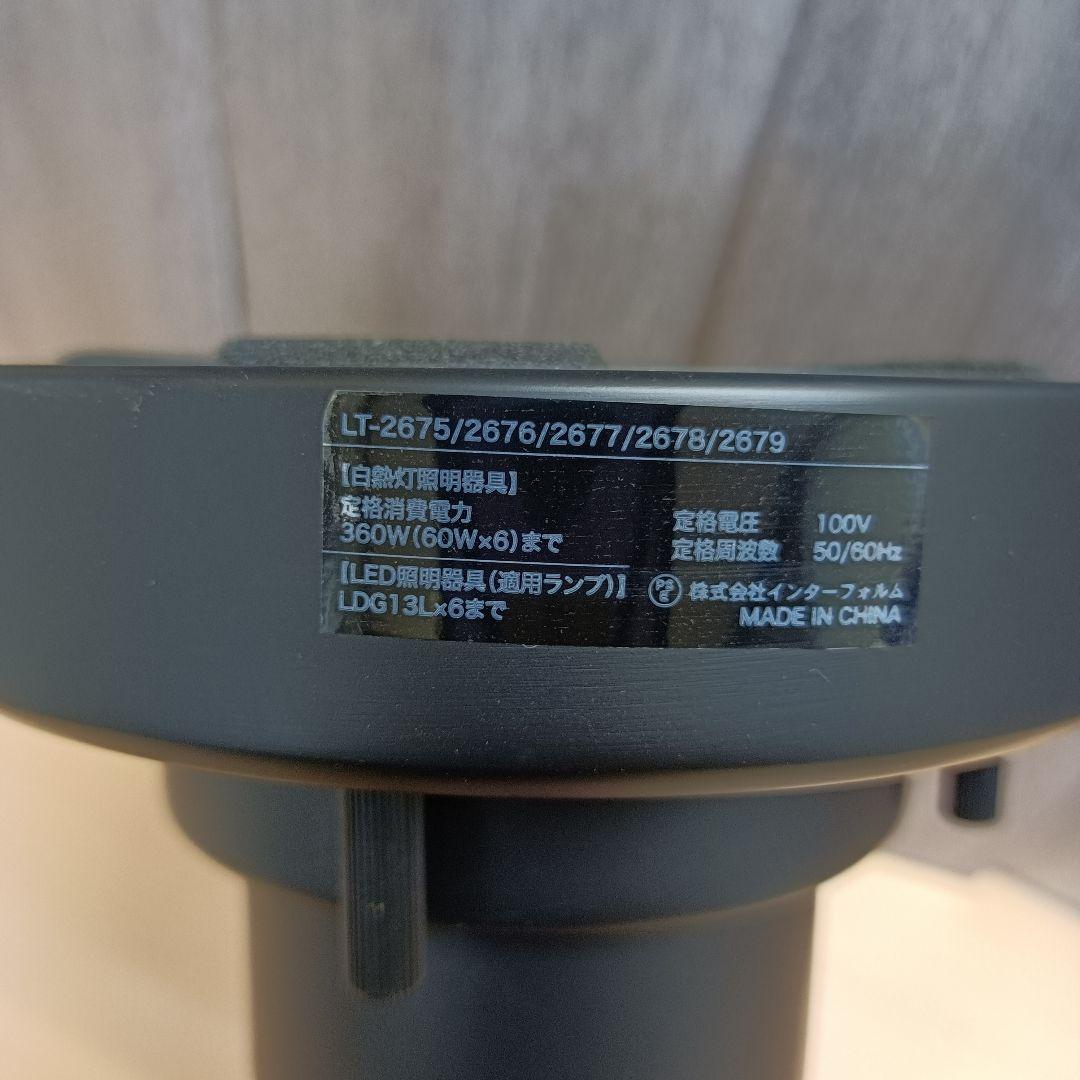 LT-2675/2676/2677/2678/2679
【白熱灯照明器具】
定格消費電力
360W(60W×6)まで
【LED照明器具(適用ランプ)】
LDG13L×6まで
定格電圧 100V
定格周波数 50/60Hz
PS E 株式会社インターフォルム
MADE IN CHINA